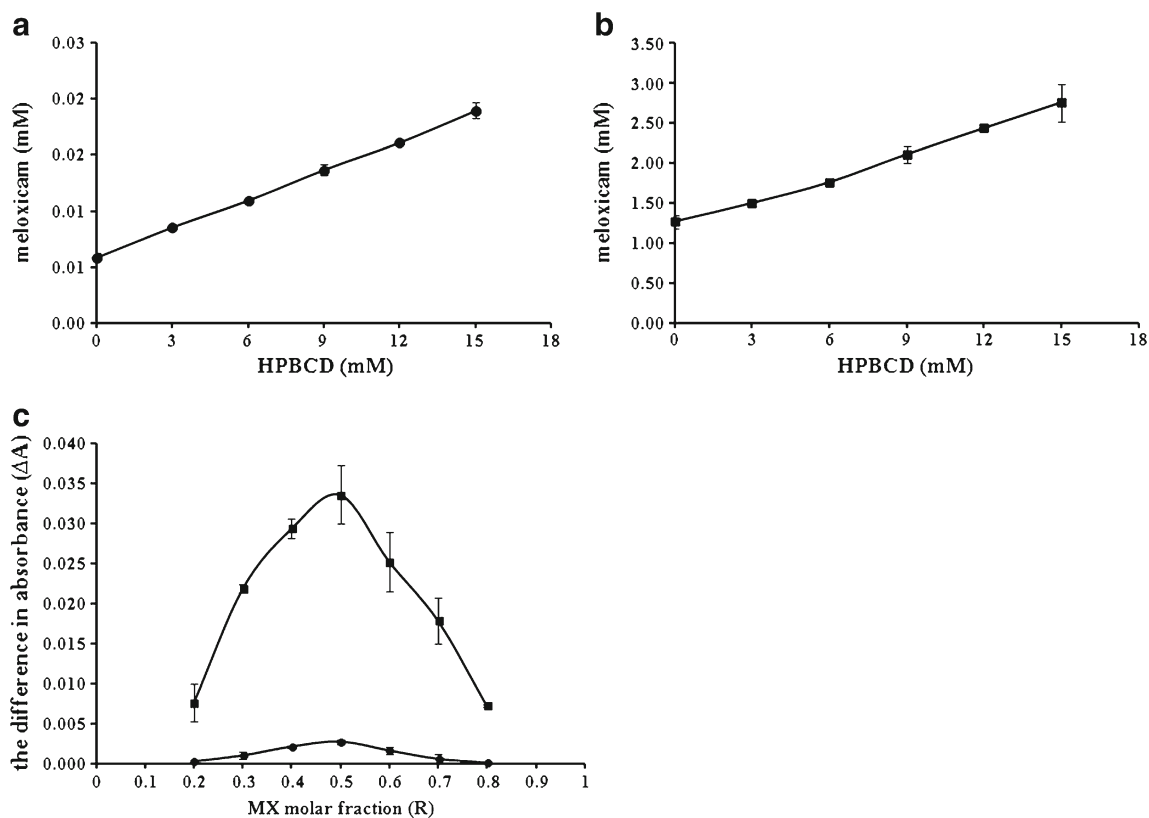 a
0.03
0.02
0.02
0.01
0.01
0.00
meloxicam (mM)
0 3 6 9 12 15 18
HPBCD (mM)
b
3.50
3.00
2.50
2.00
1.50
1.00
0.50
0.00
meloxicam (mM)
0 3 6 9 12 15 18
HPBCD (mM)
c
0.040
0.035
0.030
0.025
0.020
0.015
0.010
0.005
0.000
the difference in absorbance (ΔA)
0 0.1 0.2 0.3 0.4 0.5 0.6 0.7 0.8 0.9 1
MX molar fraction (R)